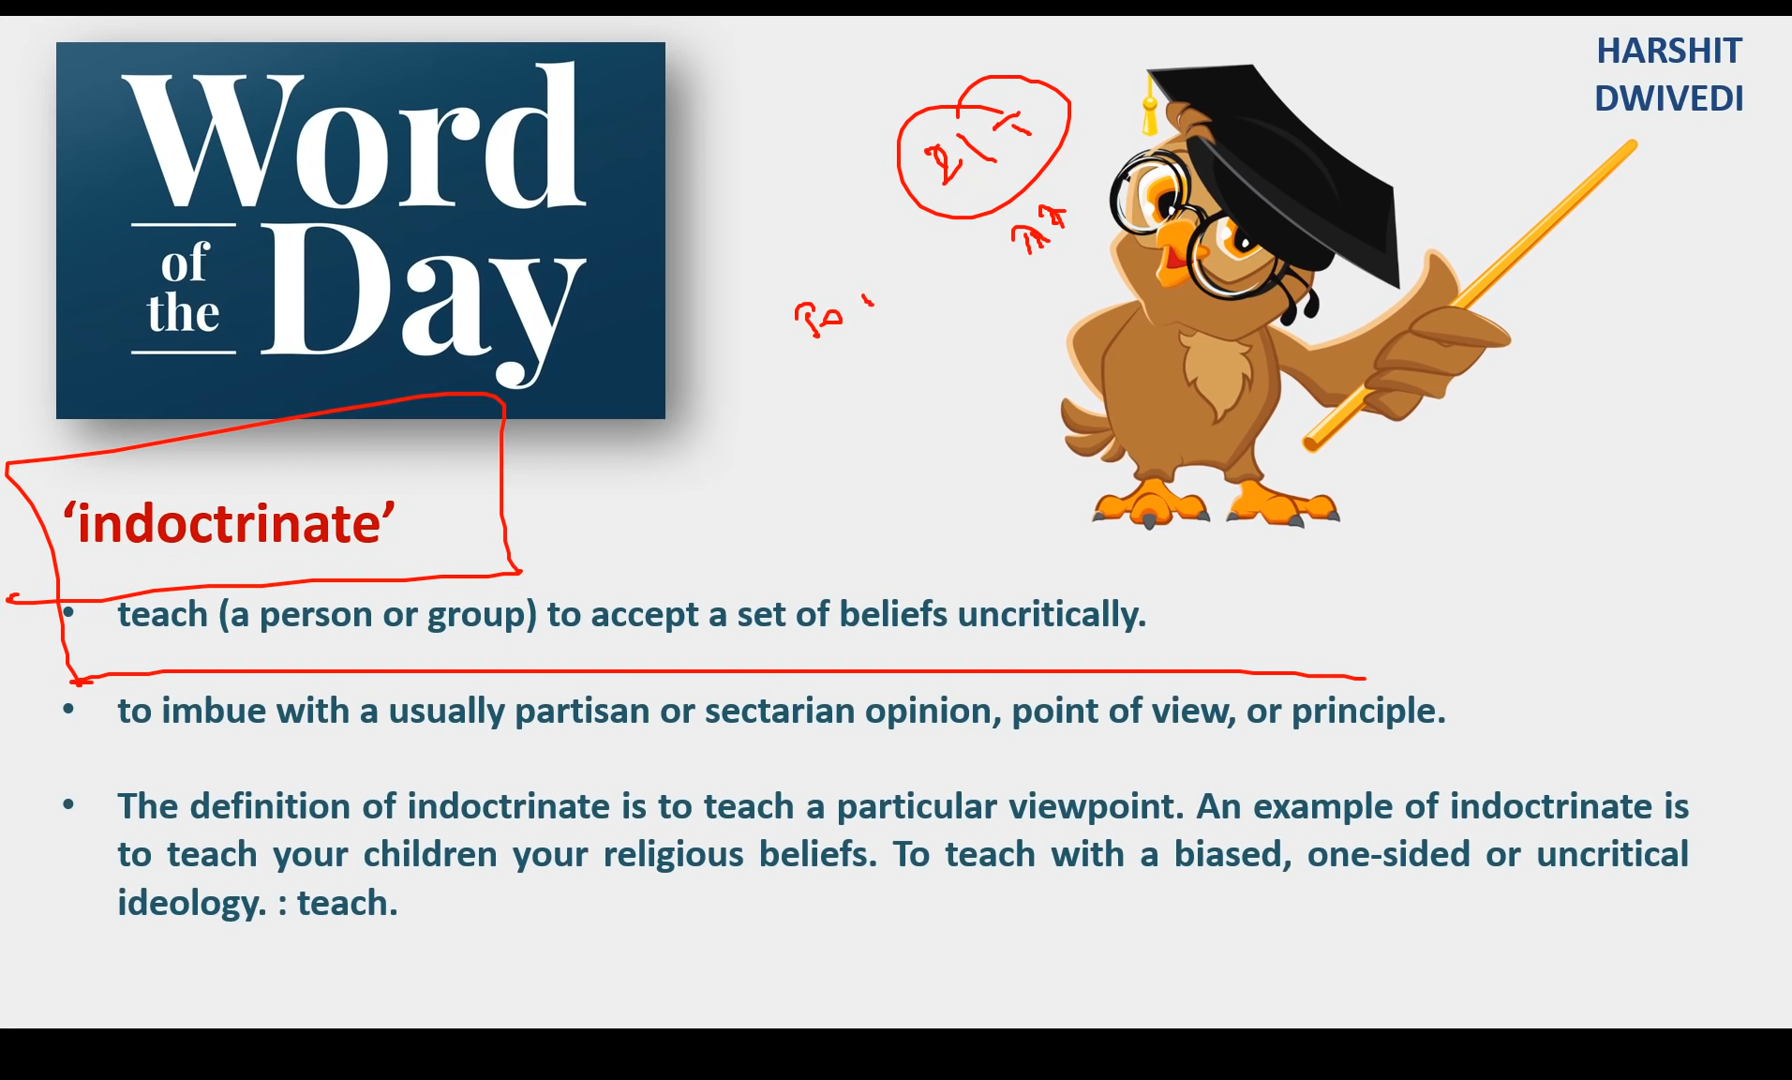 Word
of
the
Day
HARSHIT
DWIVEDI
‘indoctrinate’
• teach (a person or group) to accept a set of beliefs uncritically.
• to imbue with a usually partisan or sectarian opinion, point of view, or principle.
• The definition of indoctrinate is to teach a particular viewpoint. An example of indoctrinate is
to teach your children your religious beliefs. To teach with a biased, one-sided or uncritical
ideology. : teach.